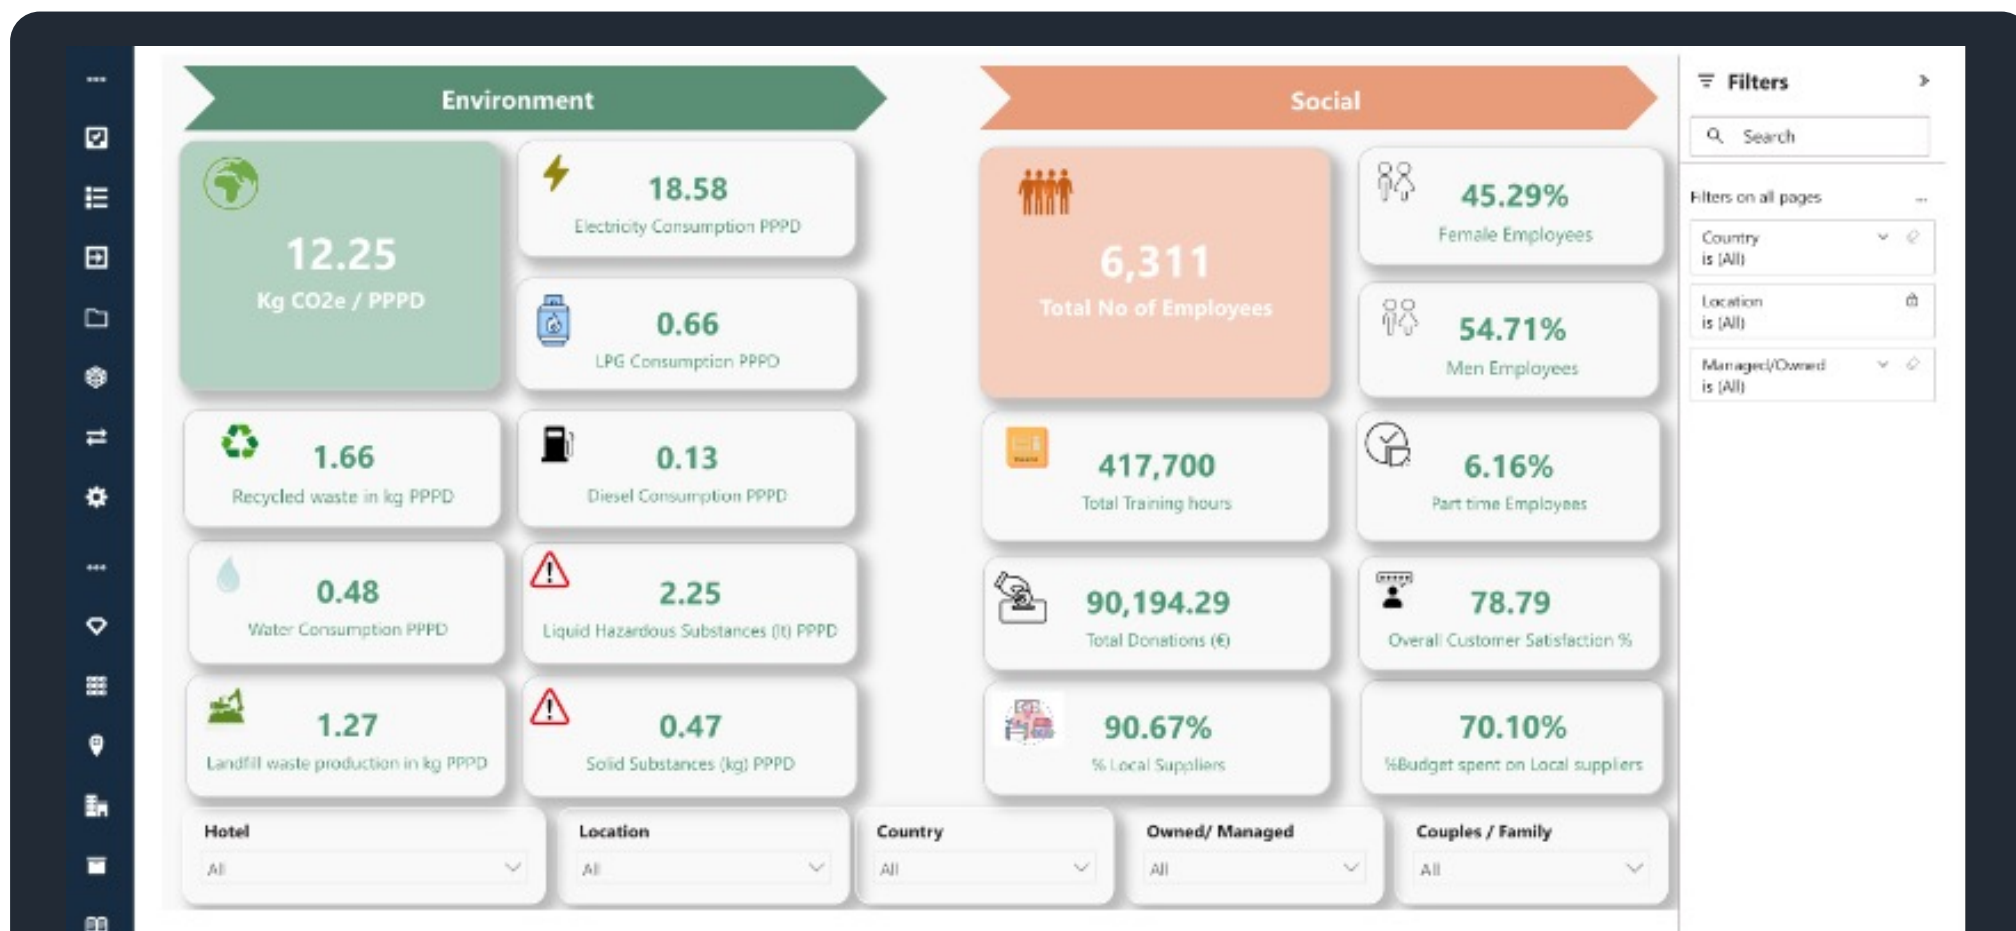 Environment
12.25
Kg CO2e / PPPD
18.58
Electricity Consumption PPPD
0.66
LPG Consumption PPPD
1.66
Recycled waste in kg PPPD
0.13
Diesel Consumption PPPD
0.48
Water Consumption PPPD
2.25
Liquid Hazardous Substances (lt) PPPD
1.27
Landfill waste production in kg PPPD
0.47
Solid Substances (kg) PPPD
Social
6,311
Total No of Employees
45.29%
Female Employees
54.71%
Men Employees
417,700
Total Training hours
6.16%
Part time Employees
90,194.29
Total Donations (€)
78.79
Overall Customer Satisfaction %
90.67%
% Local Suppliers
70.10%
%Budget spent on Local suppliers
Hotel
All
Location
All
Country
All
Owned/ Managed
All
Couples / Family
All
Filters
Search
Filters on all pages
Country
is (All)
Location
is (All)
Managed/Owned
is (All)